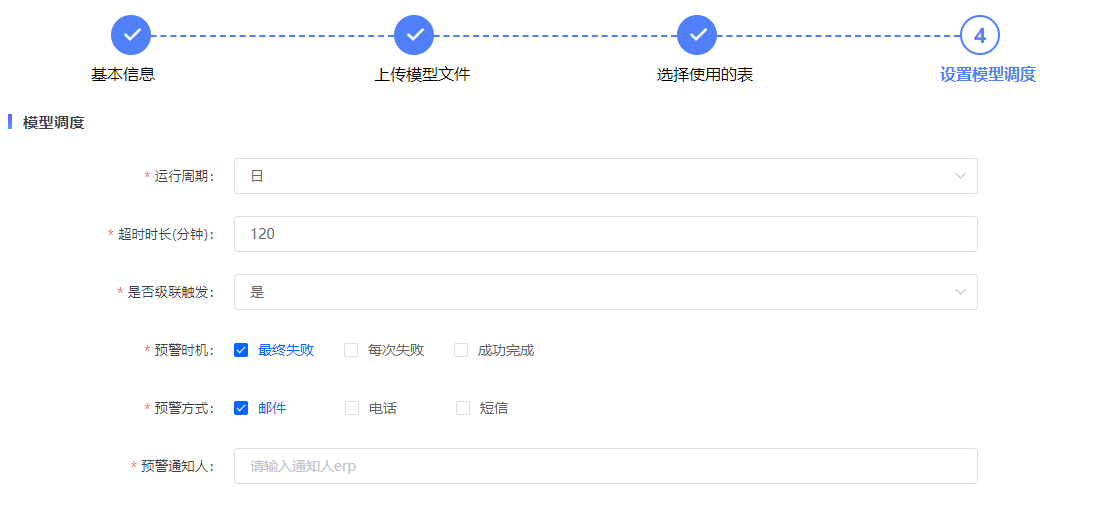 4
基本信息 上传模型文件 选择使用的表 设置模型调度
模型调度
* 运行周期: 日
* 超时时长(分钟): 120
* 是否级联触发: 是
* 预警时机: 最终失败 每次失败 成功完成
* 预警方式: 邮件 电话 短信
* 预警通知人: 请输入通知人erp